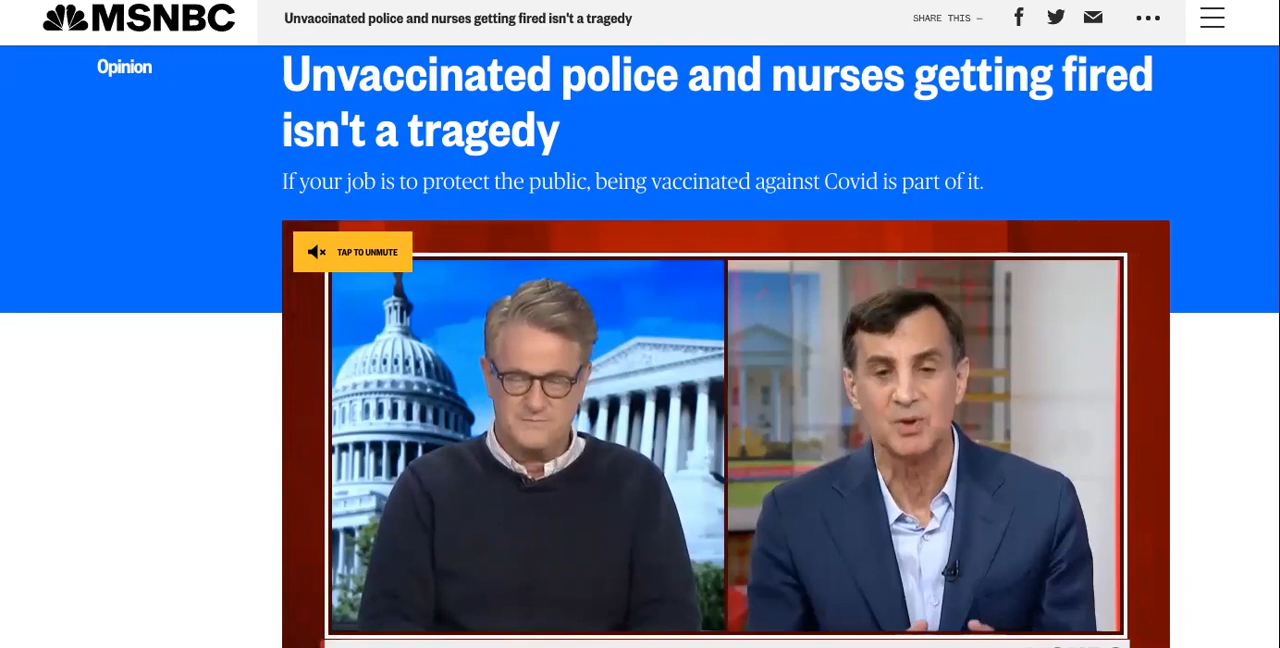 MSNBC
Unvaccinated police and nurses getting fired isn't a tragedy
SHARE THIS —
Opinion
Unvaccinated police and nurses getting fired
isn't a tragedy
If your job is to protect the public, being vaccinated against Covid is part of it.
TAP TO UNMUTE